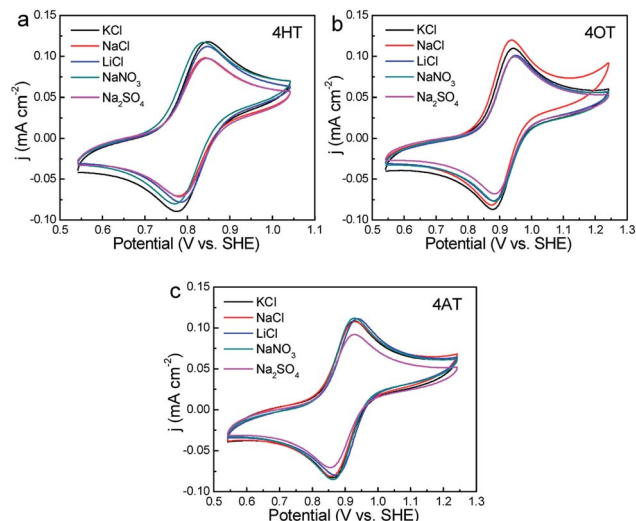 a
4HT
KCl
NaCl
LiCl
NaNO₃
Na₂SO₄
j (mA cm⁻²)
0.15
0.10
0.05
0.00
-0.05
-0.10
0.5 0.6 0.7 0.8 0.9 1.0 1.1
Potential (V vs. SHE)
b
4OT
KCl
NaCl
LiCl
NaNO₃
Na₂SO₄
j (mA cm⁻²)
0.15
0.10
0.05
0.00
-0.05
-0.10
0.5 0.6 0.7 0.8 0.9 1.0 1.1 1.2 1.3
Potential (V vs. SHE)
c
4AT
KCl
NaCl
LiCl
NaNO₃
Na₂SO₄
j (mA cm⁻²)
0.15
0.10
0.05
0.00
-0.05
-0.10
0.5 0.6 0.7 0.8 0.9 1.0 1.1 1.2 1.3
Potential (V vs. SHE)